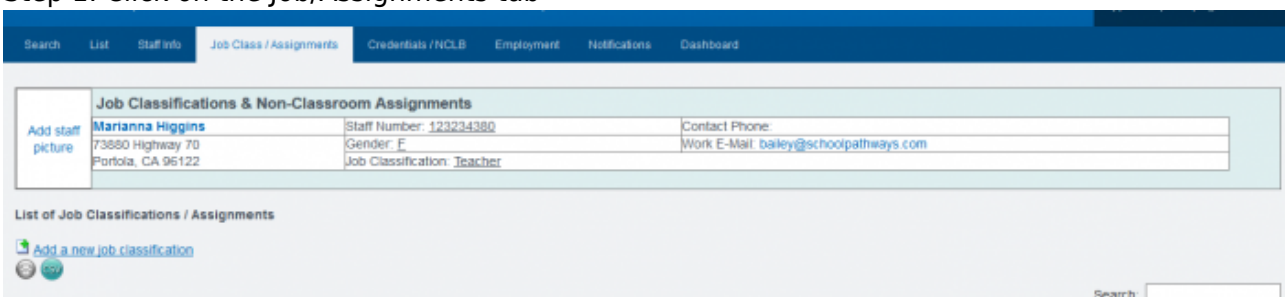 Step 1: Click on the Job/Assignments tab
Search List Staff Info Job Class / Assignments Credentials / NCLB Employment Notifications Dashboard
Job Classifications & Non-Classroom Assignments
Add staff picture
Marianna Higgins Staff Number: 123234380 Contact Phone:
73880 Highway 70 Gender: F Work E-Mail: bailey@schoolpathways.com
Portola, CA 96122 Job Classification: Teacher
List of Job Classifications / Assignments
Add a new job classification
CSV
Search: